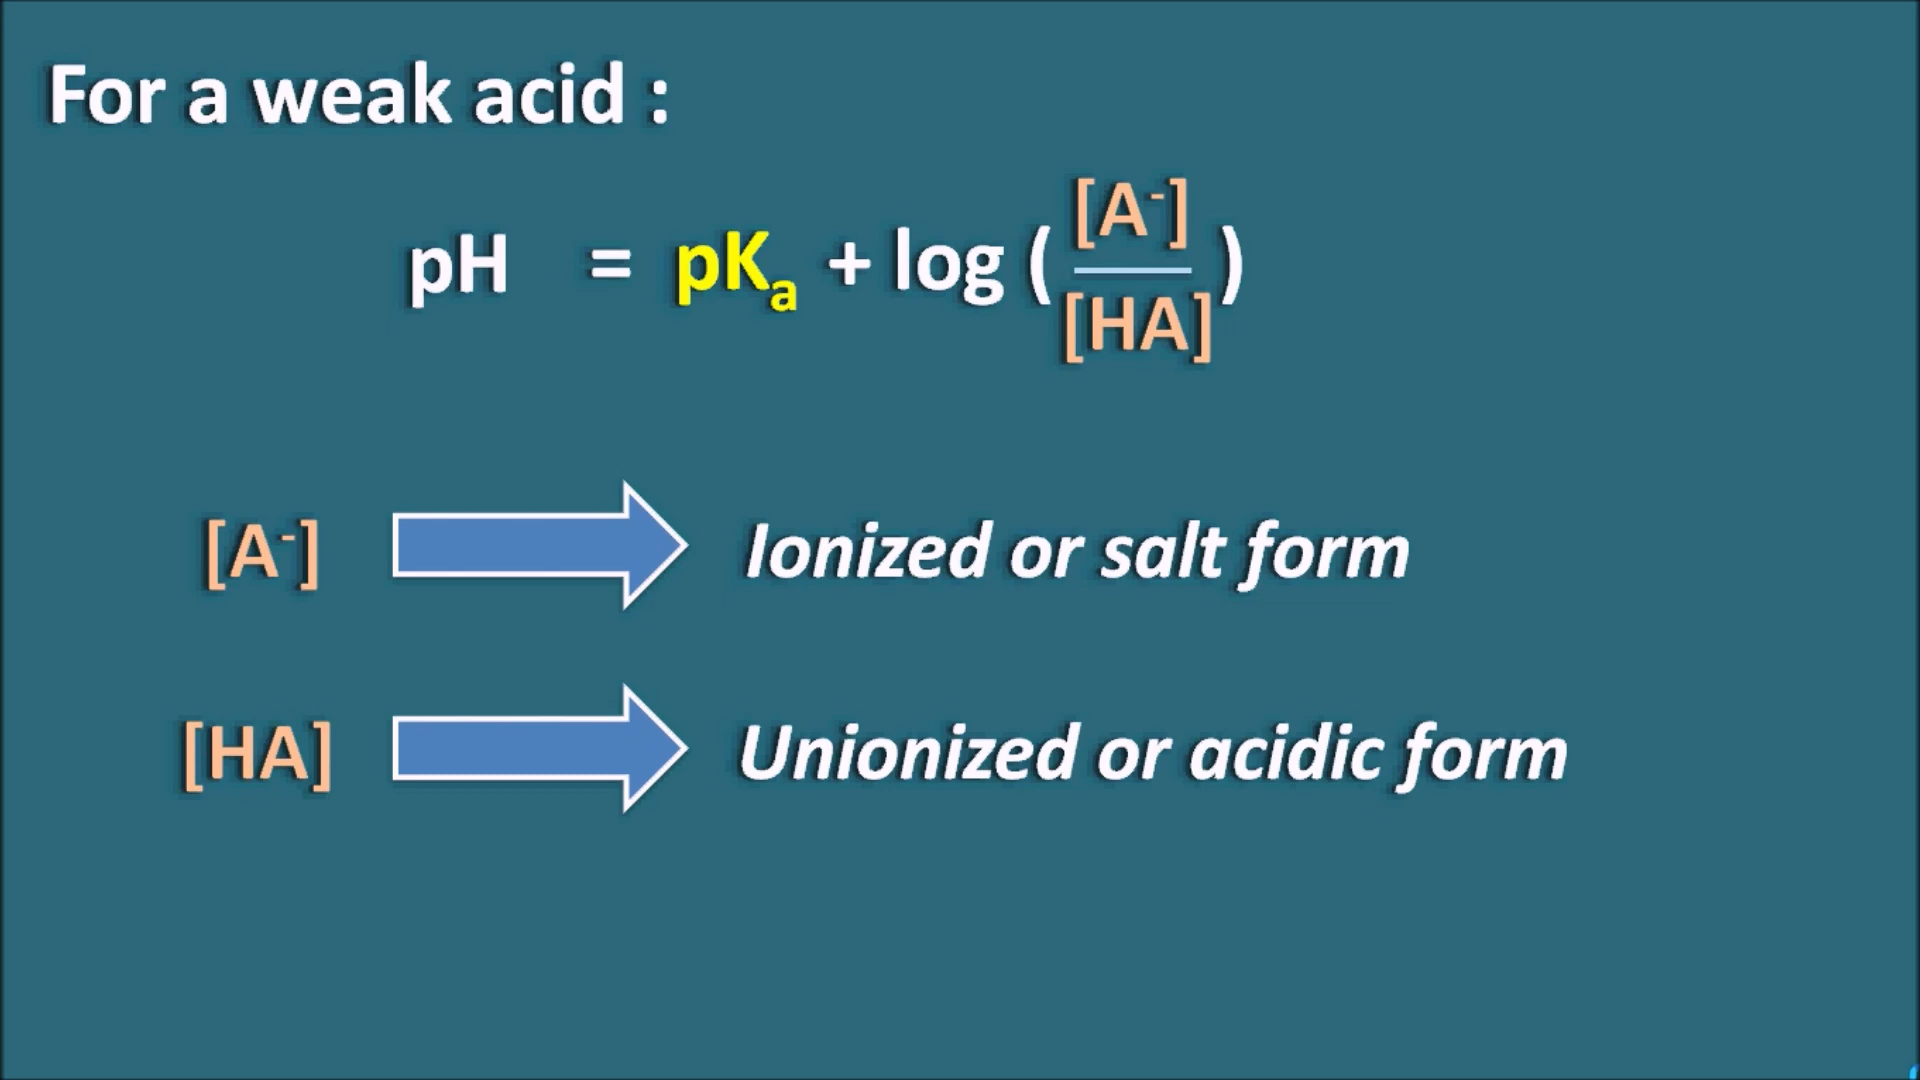 For a weak acid :
pH = pKa + log ( [A-] / [HA] )
[A-] Ionized or salt form
[HA] Unionized or acidic form